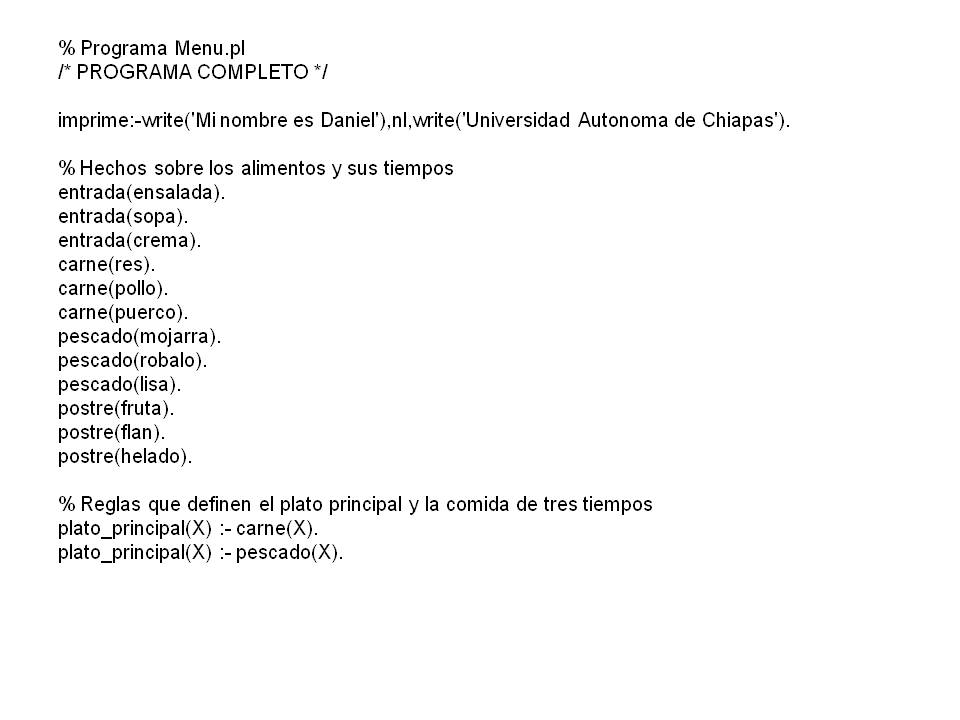 % Programa Menu.pl
/* PROGRAMA COMPLETO */
imprime:-write('Mi nombre es Daniel'),nl,write('Universidad Autonoma de Chiapas').
% Hechos sobre los alimentos y sus tiempos
entrada(ensalada).
entrada(sopa).
entrada(crema).
carne(res).
carne(pollo).
carne(puerco).
pescado(mojarra).
pescado(robalo).
pescado(lisa).
postre(fruta).
postre(flan).
postre(helado).
% Reglas que definen el plato principal y la comida de tres tiempos
plato_principal(X) :- carne(X).
plato_principal(X) :- pescado(X).